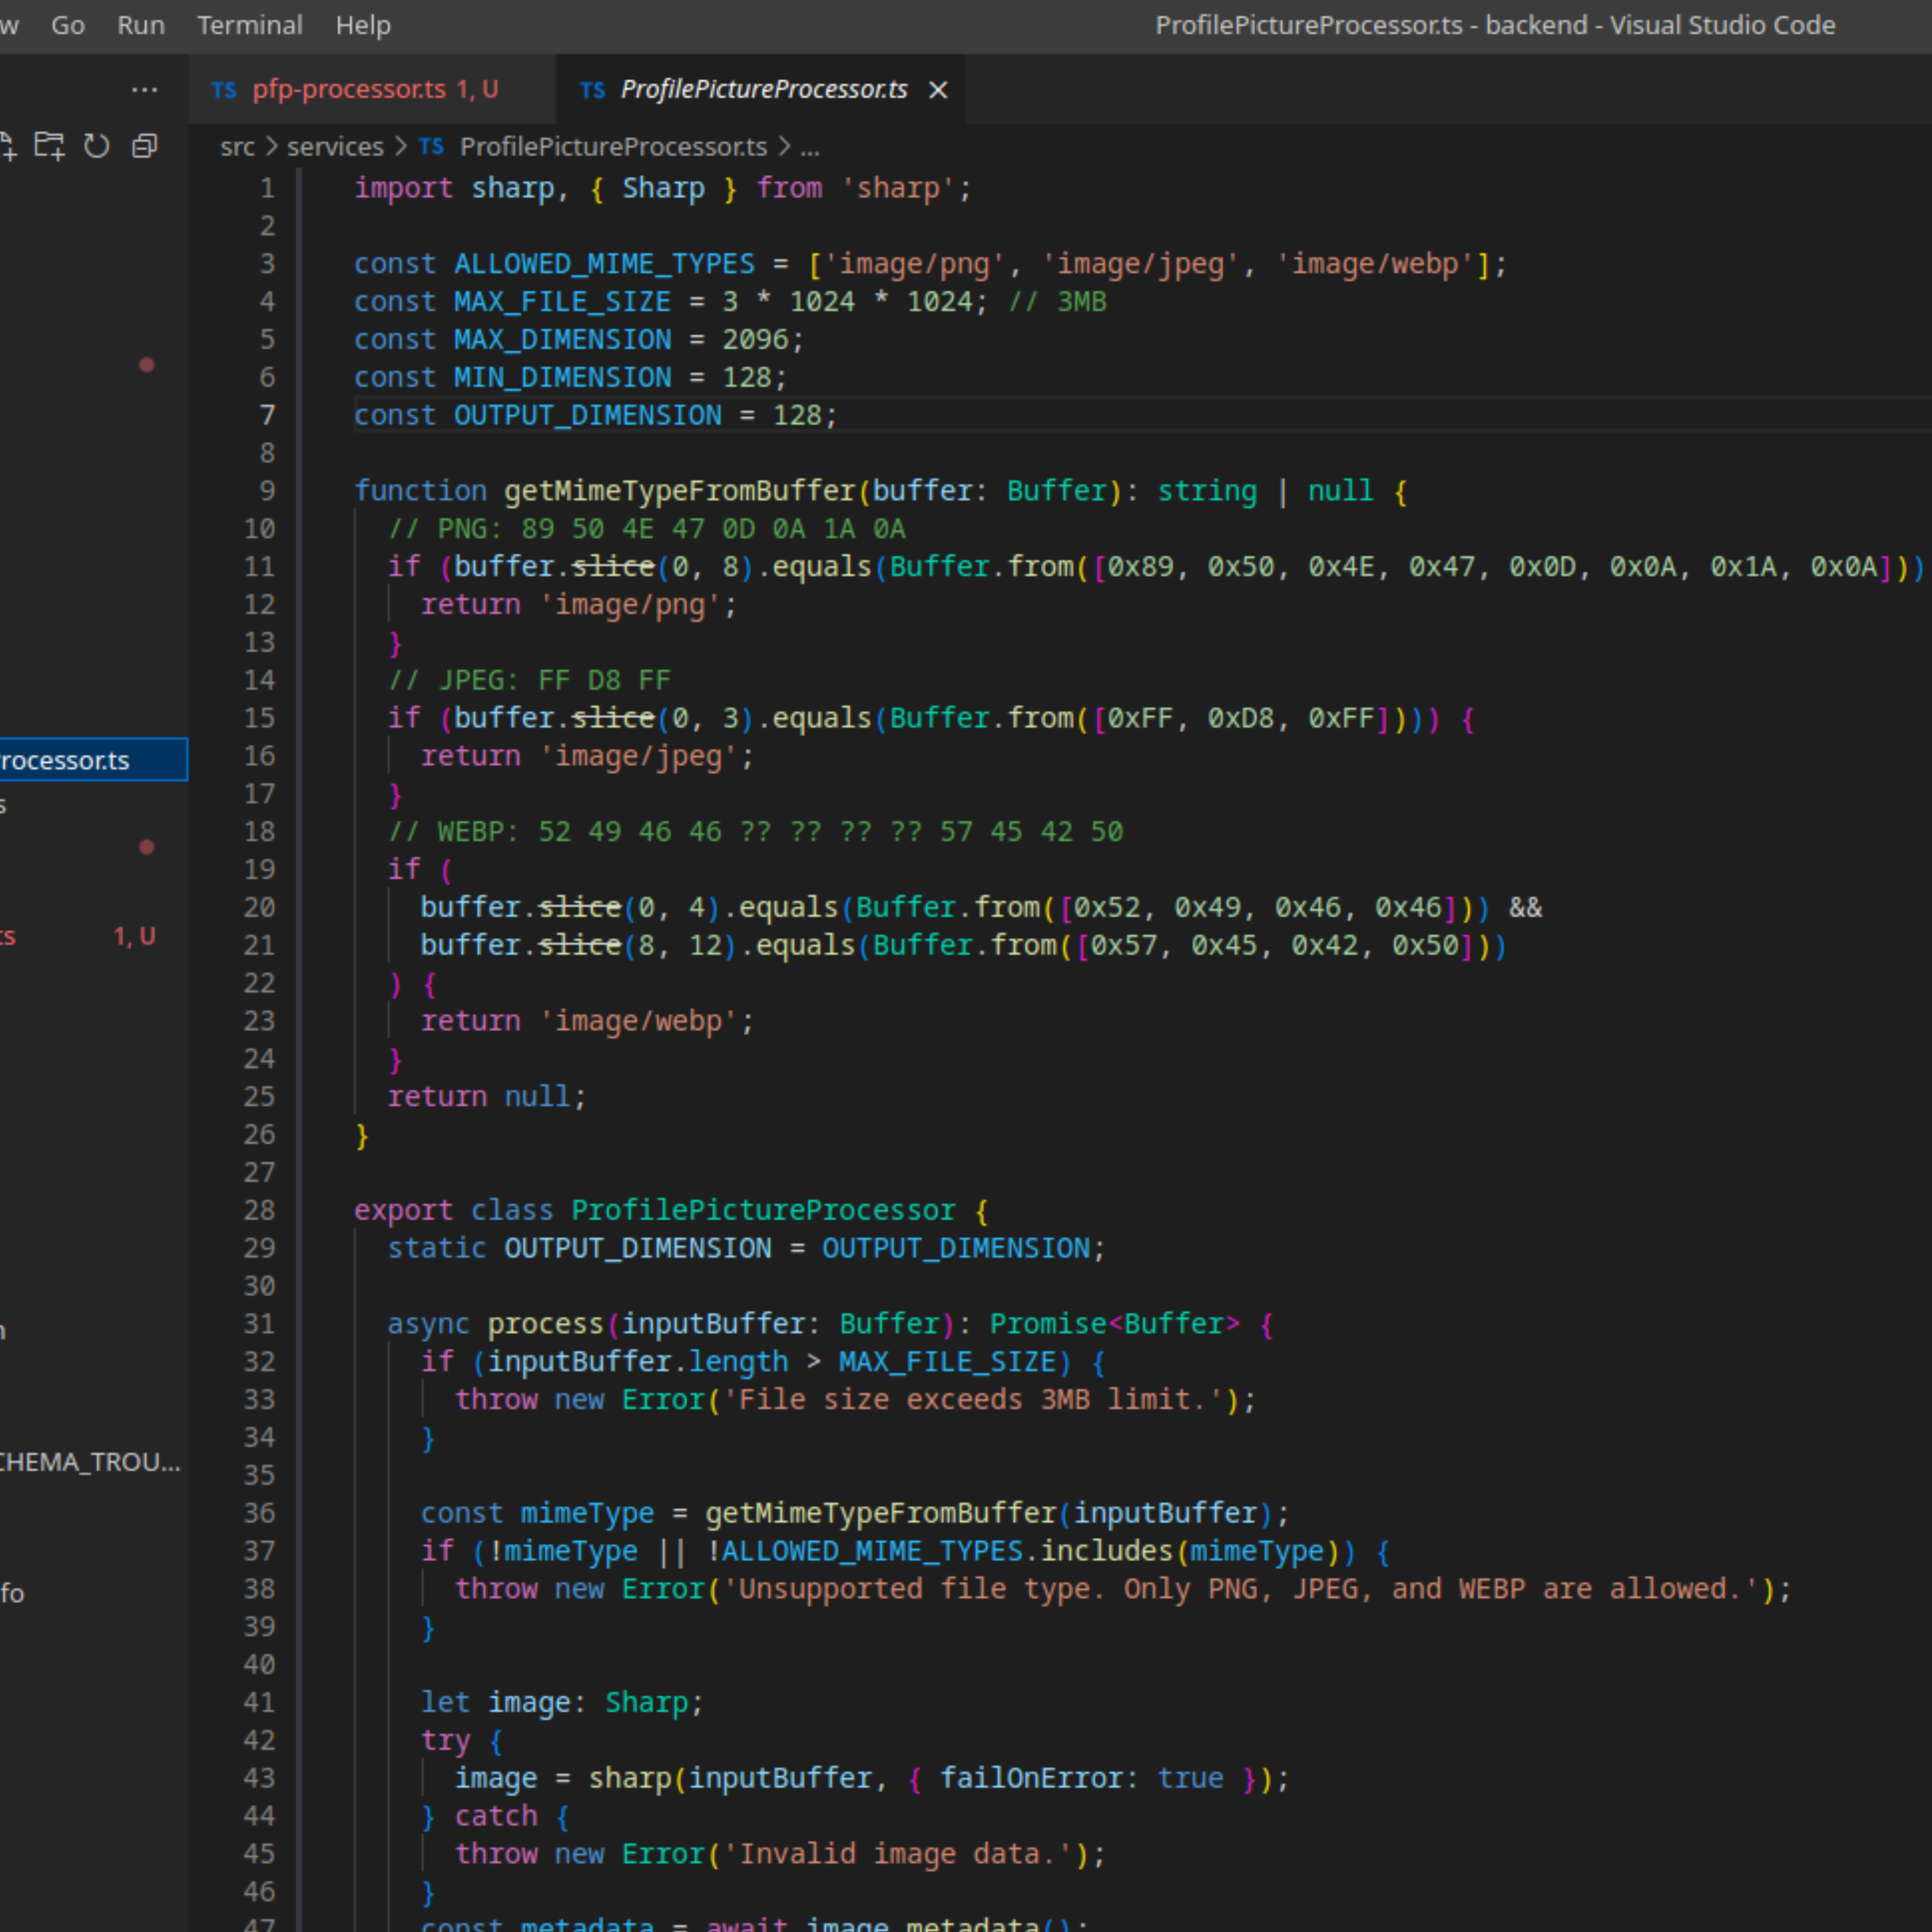 w Go Run Terminal Help
ProfilePictureProcessor.ts - backend - Visual Studio Code
...
TS pfp-processor.ts 1, U
TS ProfilePictureProcessor.ts ×
src > services > TS ProfilePictureProcessor.ts > ...
rocessor.ts
s
ts 1, U
CHEMA_TROU...
fo
1 import sharp, { Sharp } from 'sharp';
2
3 const ALLOWED_MIME_TYPES = ['image/png', 'image/jpeg', 'image/webp'];
4 const MAX_FILE_SIZE = 3 * 1024 * 1024; // 3MB
5 const MAX_DIMENSION = 2096;
6 const MIN_DIMENSION = 128;
7 const OUTPUT_DIMENSION = 128;
8
9 function getMimeTypeFromBuffer(buffer: Buffer): string | null {
10 // PNG: 89 50 4E 47 0D 0A 1A 0A
11 if (buffer.slice(0, 8).equals(Buffer.from([0x89, 0x50, 0x4E, 0x47, 0x0D, 0x0A, 0x1A, 0x0A]))
12 return 'image/png';
13 }
14 // JPEG: FF D8 FF
15 if (buffer.slice(0, 3).equals(Buffer.from([0xFF, 0xD8, 0xFF]))) {
16 return 'image/jpeg';
17 }
18 // WEBP: 52 49 46 46 ?? ?? ?? ?? 57 45 42 50
19 if (
20 buffer.slice(0, 4).equals(Buffer.from([0x52, 0x49, 0x46, 0x46])) &&
21 buffer.slice(8, 12).equals(Buffer.from([0x57, 0x45, 0x42, 0x50]))
22 ) {
23 return 'image/webp';
24 }
25 return null;
26 }
27
28 export class ProfilePictureProcessor {
29 static OUTPUT_DIMENSION = OUTPUT_DIMENSION;
30
31 async process(inputBuffer: Buffer): Promise<Buffer> {
32 if (inputBuffer.length > MAX_FILE_SIZE) {
33 throw new Error('File size exceeds 3MB limit.');
34 }
35
36 const mimeType = getMimeTypeFromBuffer(inputBuffer);
37 if (!mimeType || !ALLOWED_MIME_TYPES.includes(mimeType)) {
38 throw new Error('Unsupported file type. Only PNG, JPEG, and WEBP are allowed.');
39 }
40
41 let image: Sharp;
42 try {
43 image = sharp(inputBuffer, { failOnError: true });
44 } catch {
45 throw new Error('Invalid image data.');
46 }
47 const metadata = await image.metadata();